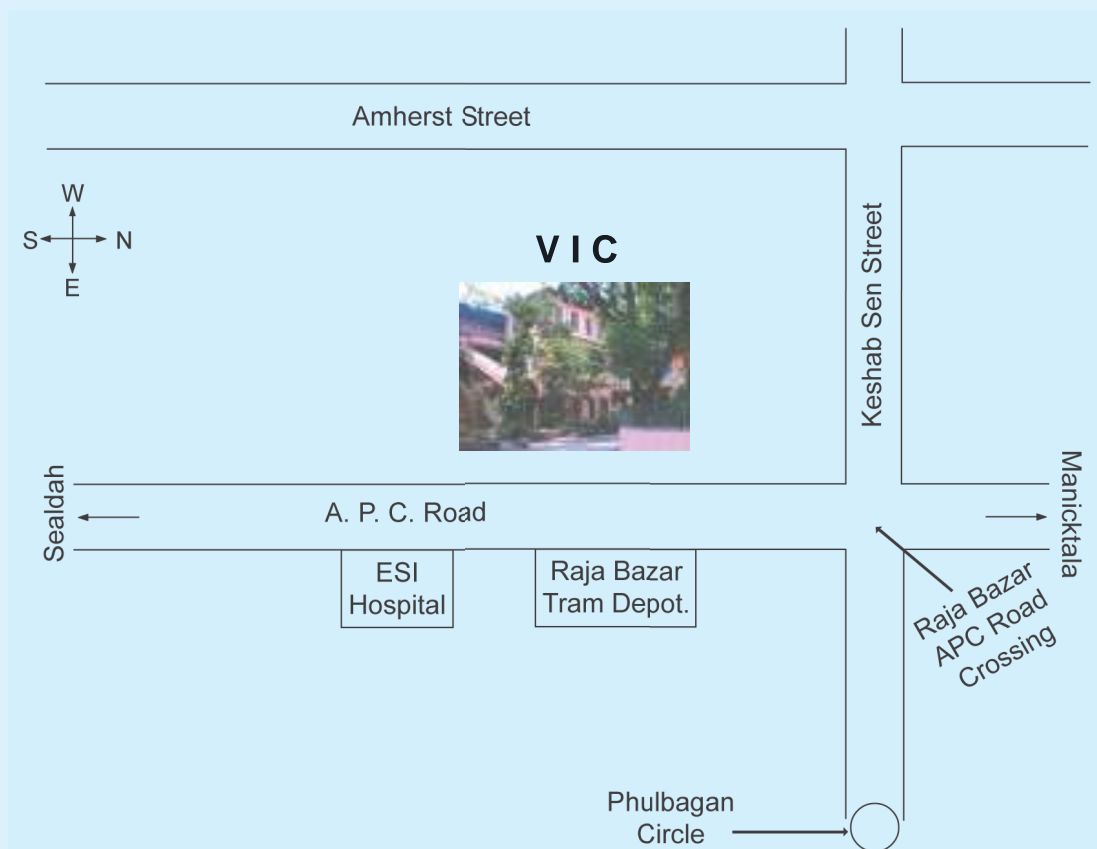 Amherst Street
W
S
N
E
V I C
Keshab Sen Street
Sealdah
A. P. C. Road
Manicktala
ESI
Hospital
Raja Bazar
Tram Depot.
Raja Bazar
APC Road
Crossing
Phulbagan
Circle